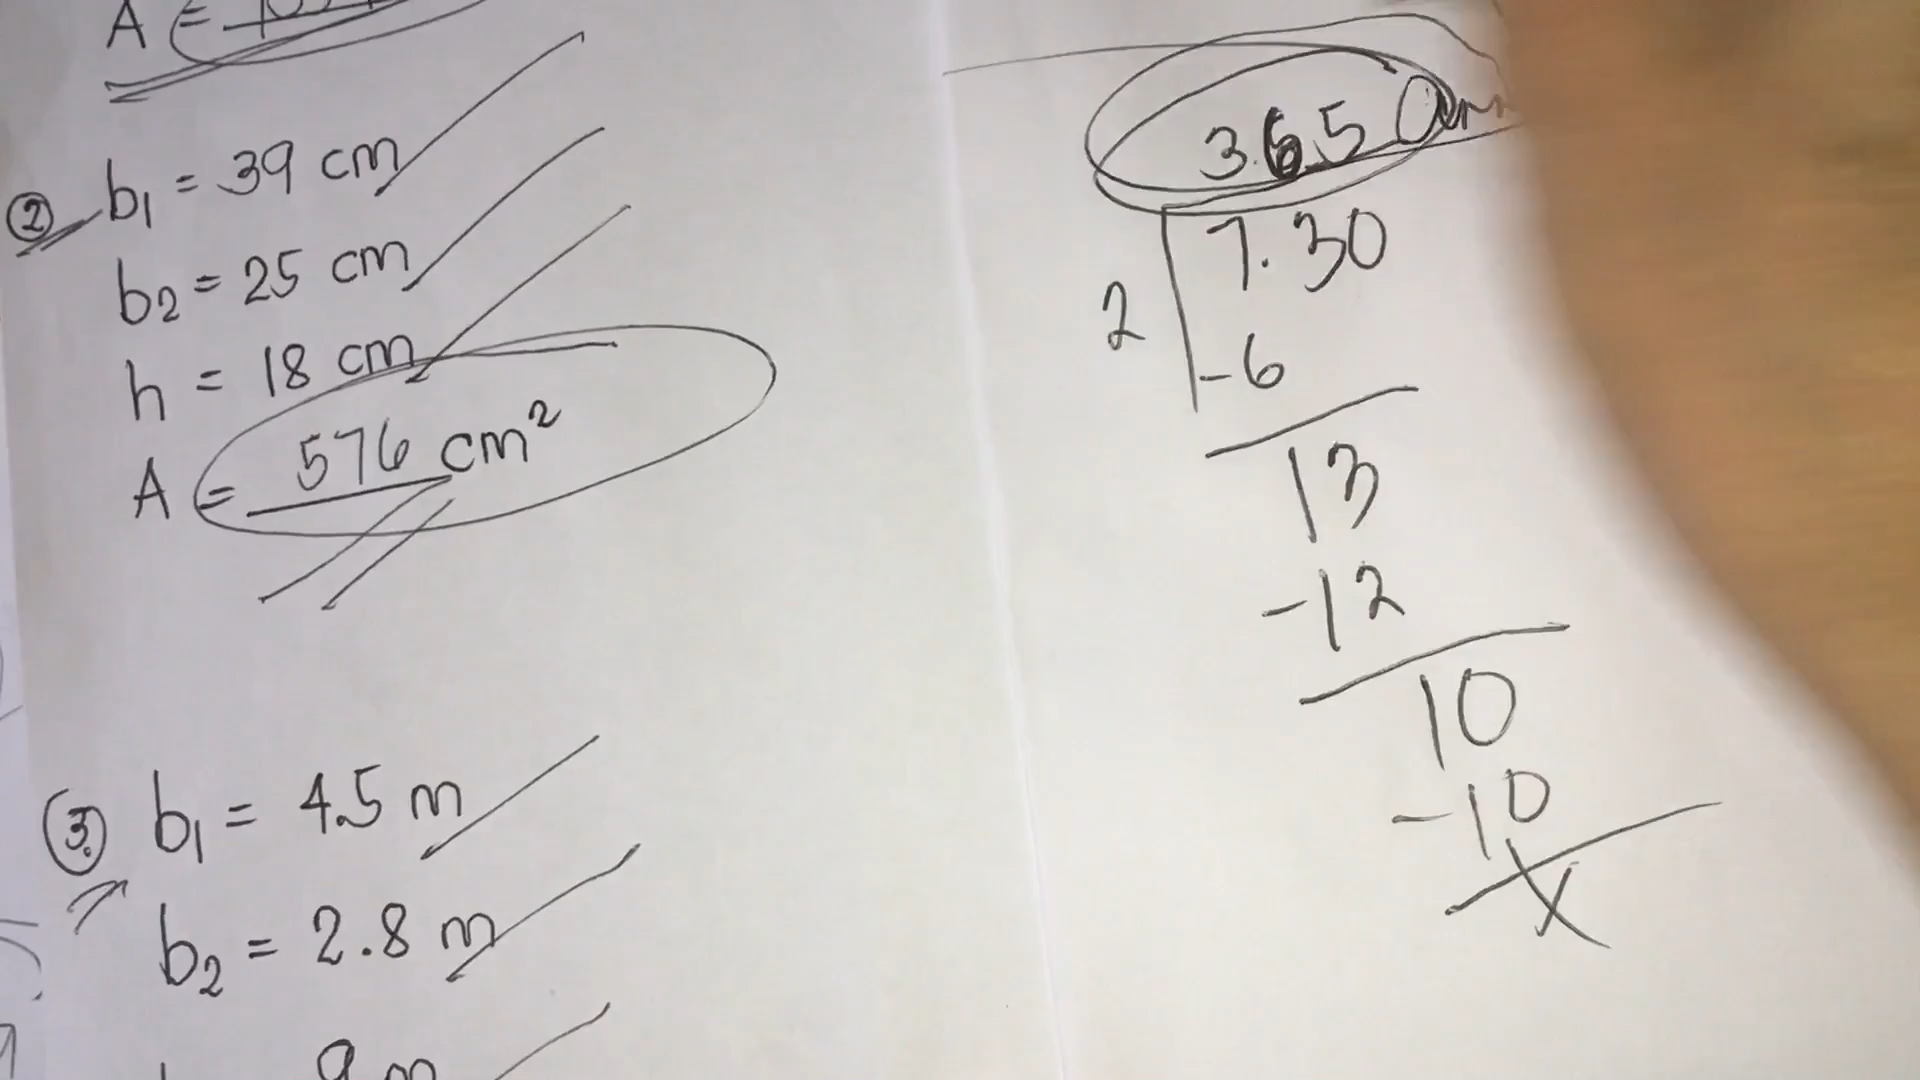 A =
② b₁ = 39 cm
b₂ = 25 cm
h = 18 cm
A = 576 cm²
③ b₁ = 4.5 m
b₂ = 2.8 m
9 m
3.65
2 7.30
-6
13
-12
10
-10
x